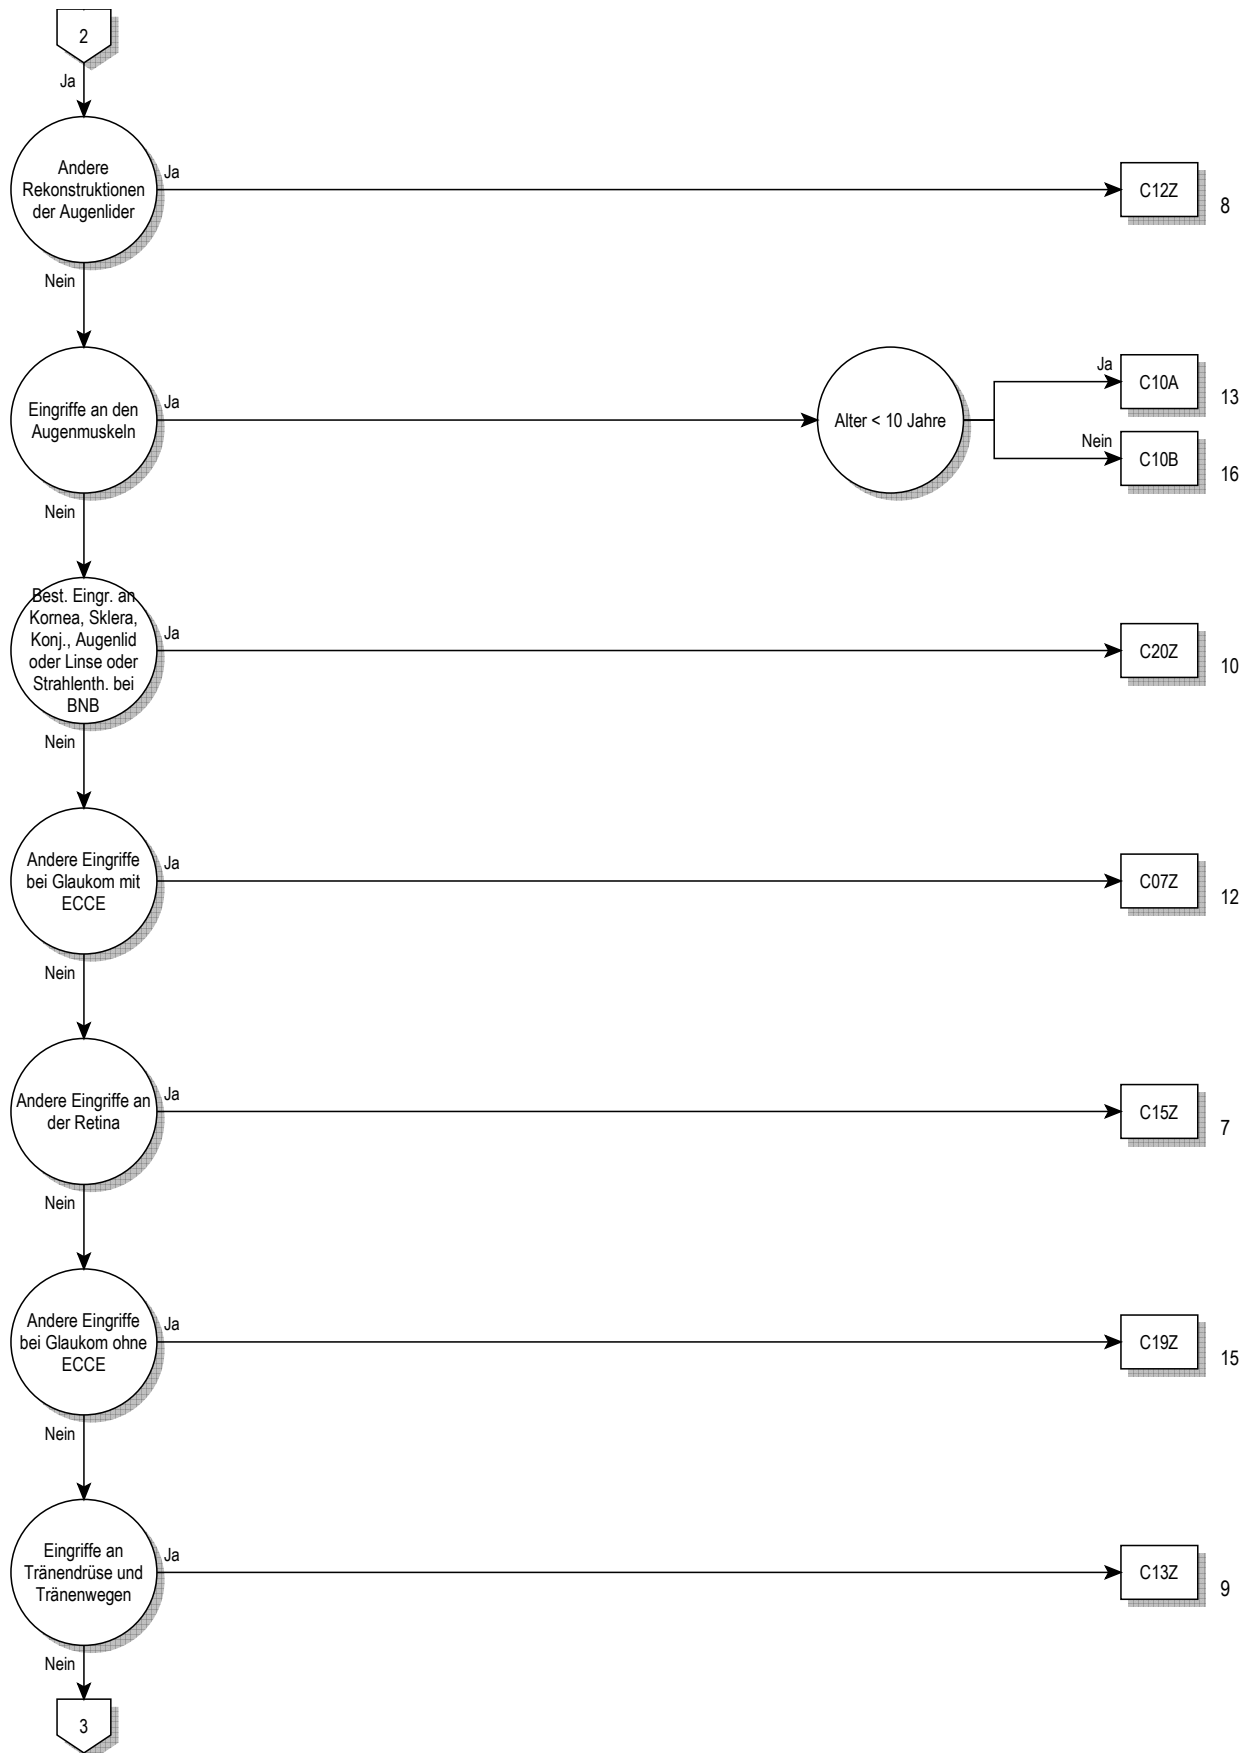 2
Ja
Andere
Rekonstruktionen
der Augenlider
Ja
C12Z
8
Nein
Eingriffe an den
Augenmuskeln
Ja
Alter < 10 Jahre
Ja
C10A
13
Nein
C10B
16
Nein
Best. Eingr. an
Kornea, Sklera,
Konj., Augenlid
oder Linse oder
Strahlenth. bei
BNB
Ja
C20Z
10
Nein
Andere Eingriffe
bei Glaukom mit
ECCE
Ja
C07Z
12
Nein
Andere Eingriffe an
der Retina
Ja
C15Z
7
Nein
Andere Eingriffe
bei Glaukom ohne
ECCE
Ja
C19Z
15
Nein
Eingriffe an
Tränendrüse und
Tränenwegen
Ja
C13Z
9
Nein
3